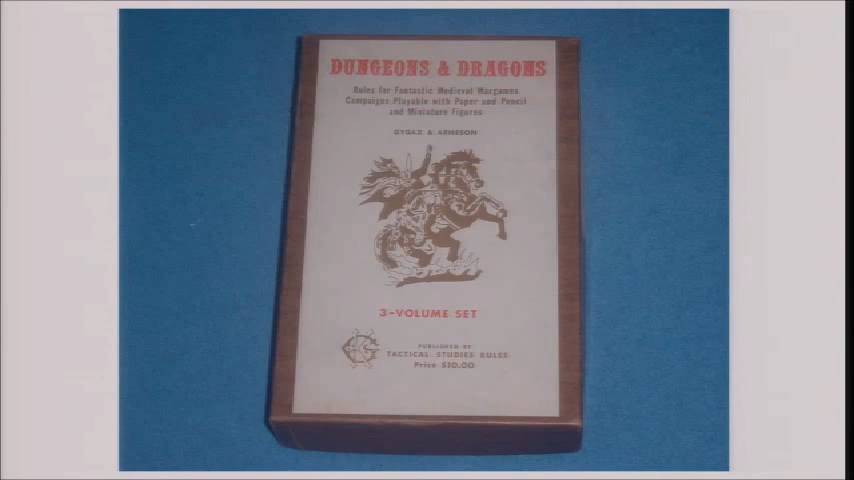 DUNGEONS & DRAGONS
Rules for Fantastic Medieval Wargames
Campaigns Playable with Paper and Pencil
and Miniature Figures
GYGAX & ARNESON
3-VOLUME SET
PUBLISHED BY
TACTICAL STUDIES RULES
Price $10.00